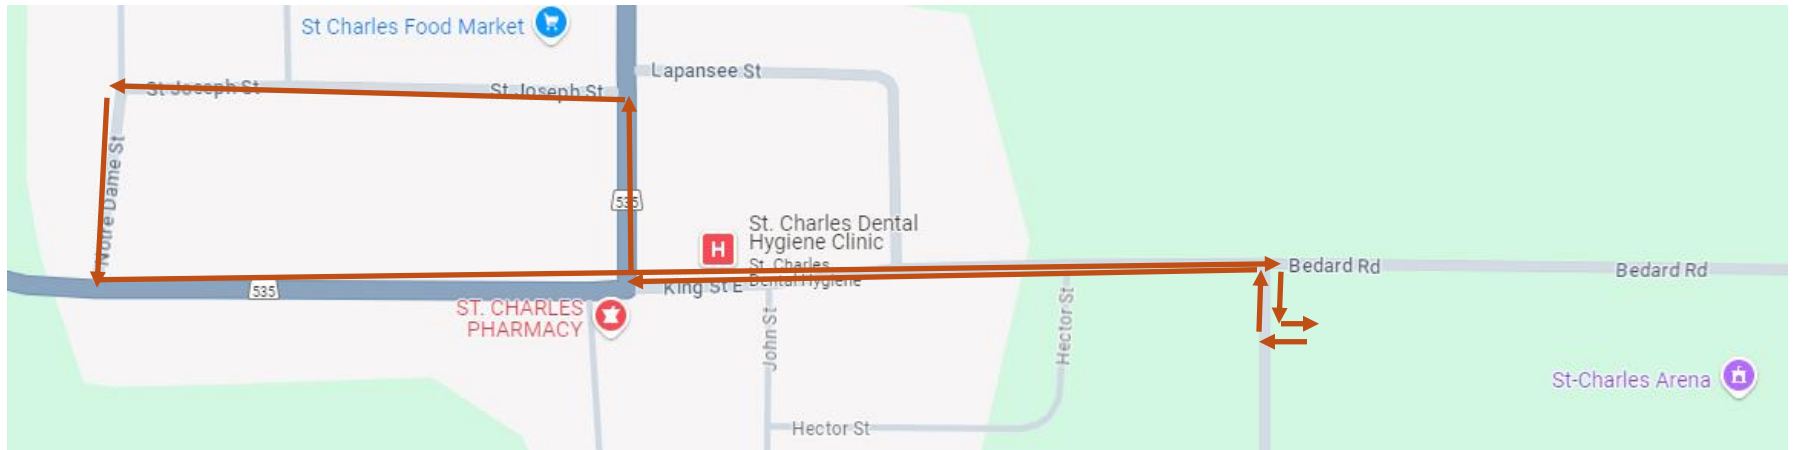 St Charles Food Market
Lapansee St
St Joseph St
St Joseph St
Notre Dame St
535
St. Charles Dental
Hygiene Clinic
St. Charles
Dental Hygiene
H
Bedard Rd
Bedard Rd
King St E
535
ST. CHARLES
PHARMACY
John St
Hector St
St-Charles Arena
Hector St